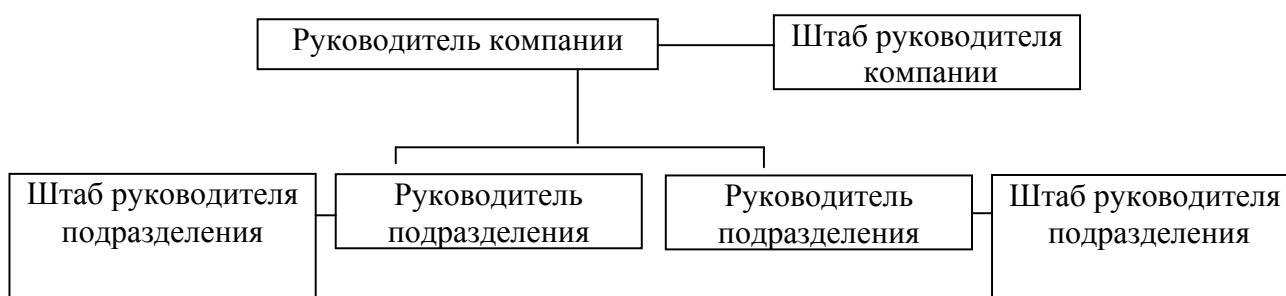 Руководитель компании
Штаб руководителя
компании
Штаб руководителя
подразделения
Руководитель
подразделения
Руководитель
подразделения
Штаб руководителя
подразделения